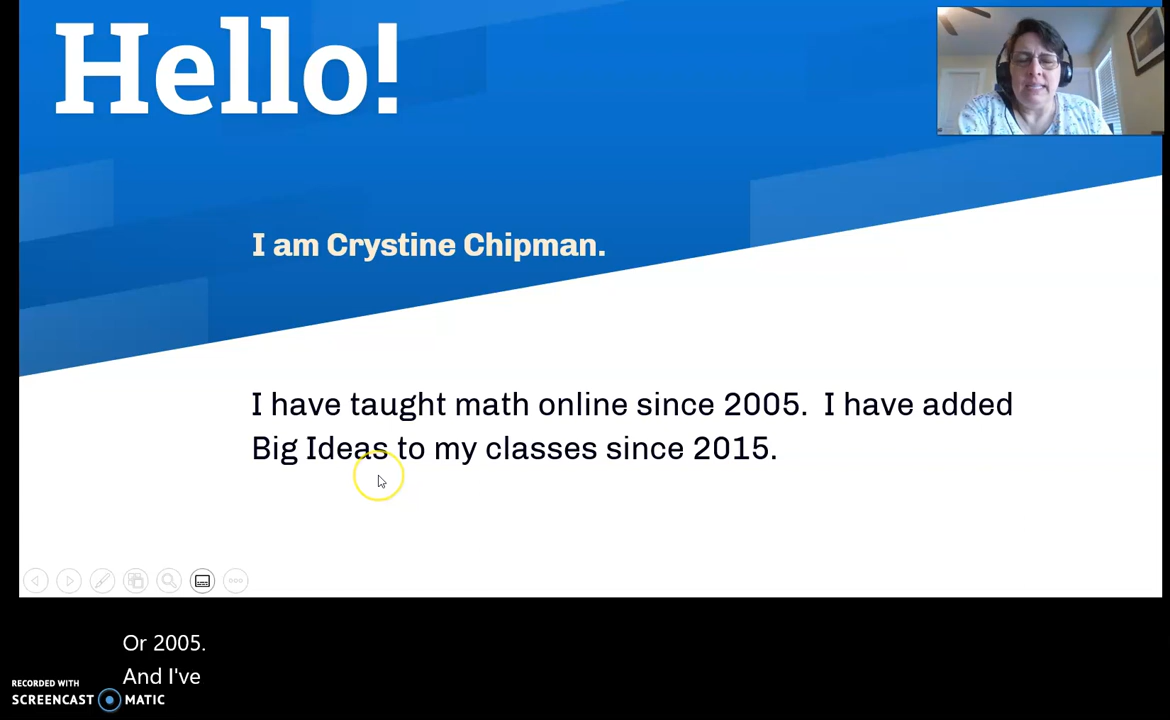 Hello!
I am Crystine Chipman.
I have taught math online since 2005.  I have added
Big Ideas to my classes since 2015.
Or 2005.
And I've
RECORDED WITH
SCREENCAST MATIC